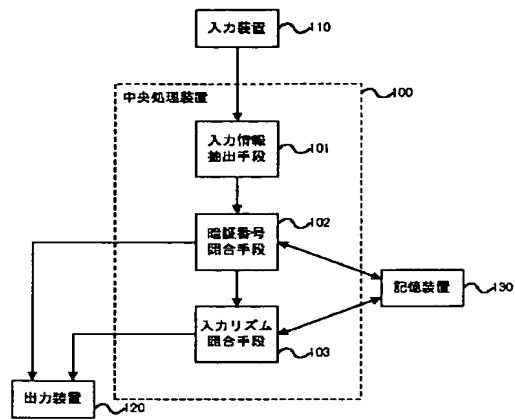 入力装置
110
中央処理装置
100
入力情報
抽出手段
101
暗証番号
照合手段
102
記憶装置
130
入力リズム
照合手段
103
出力装置
120